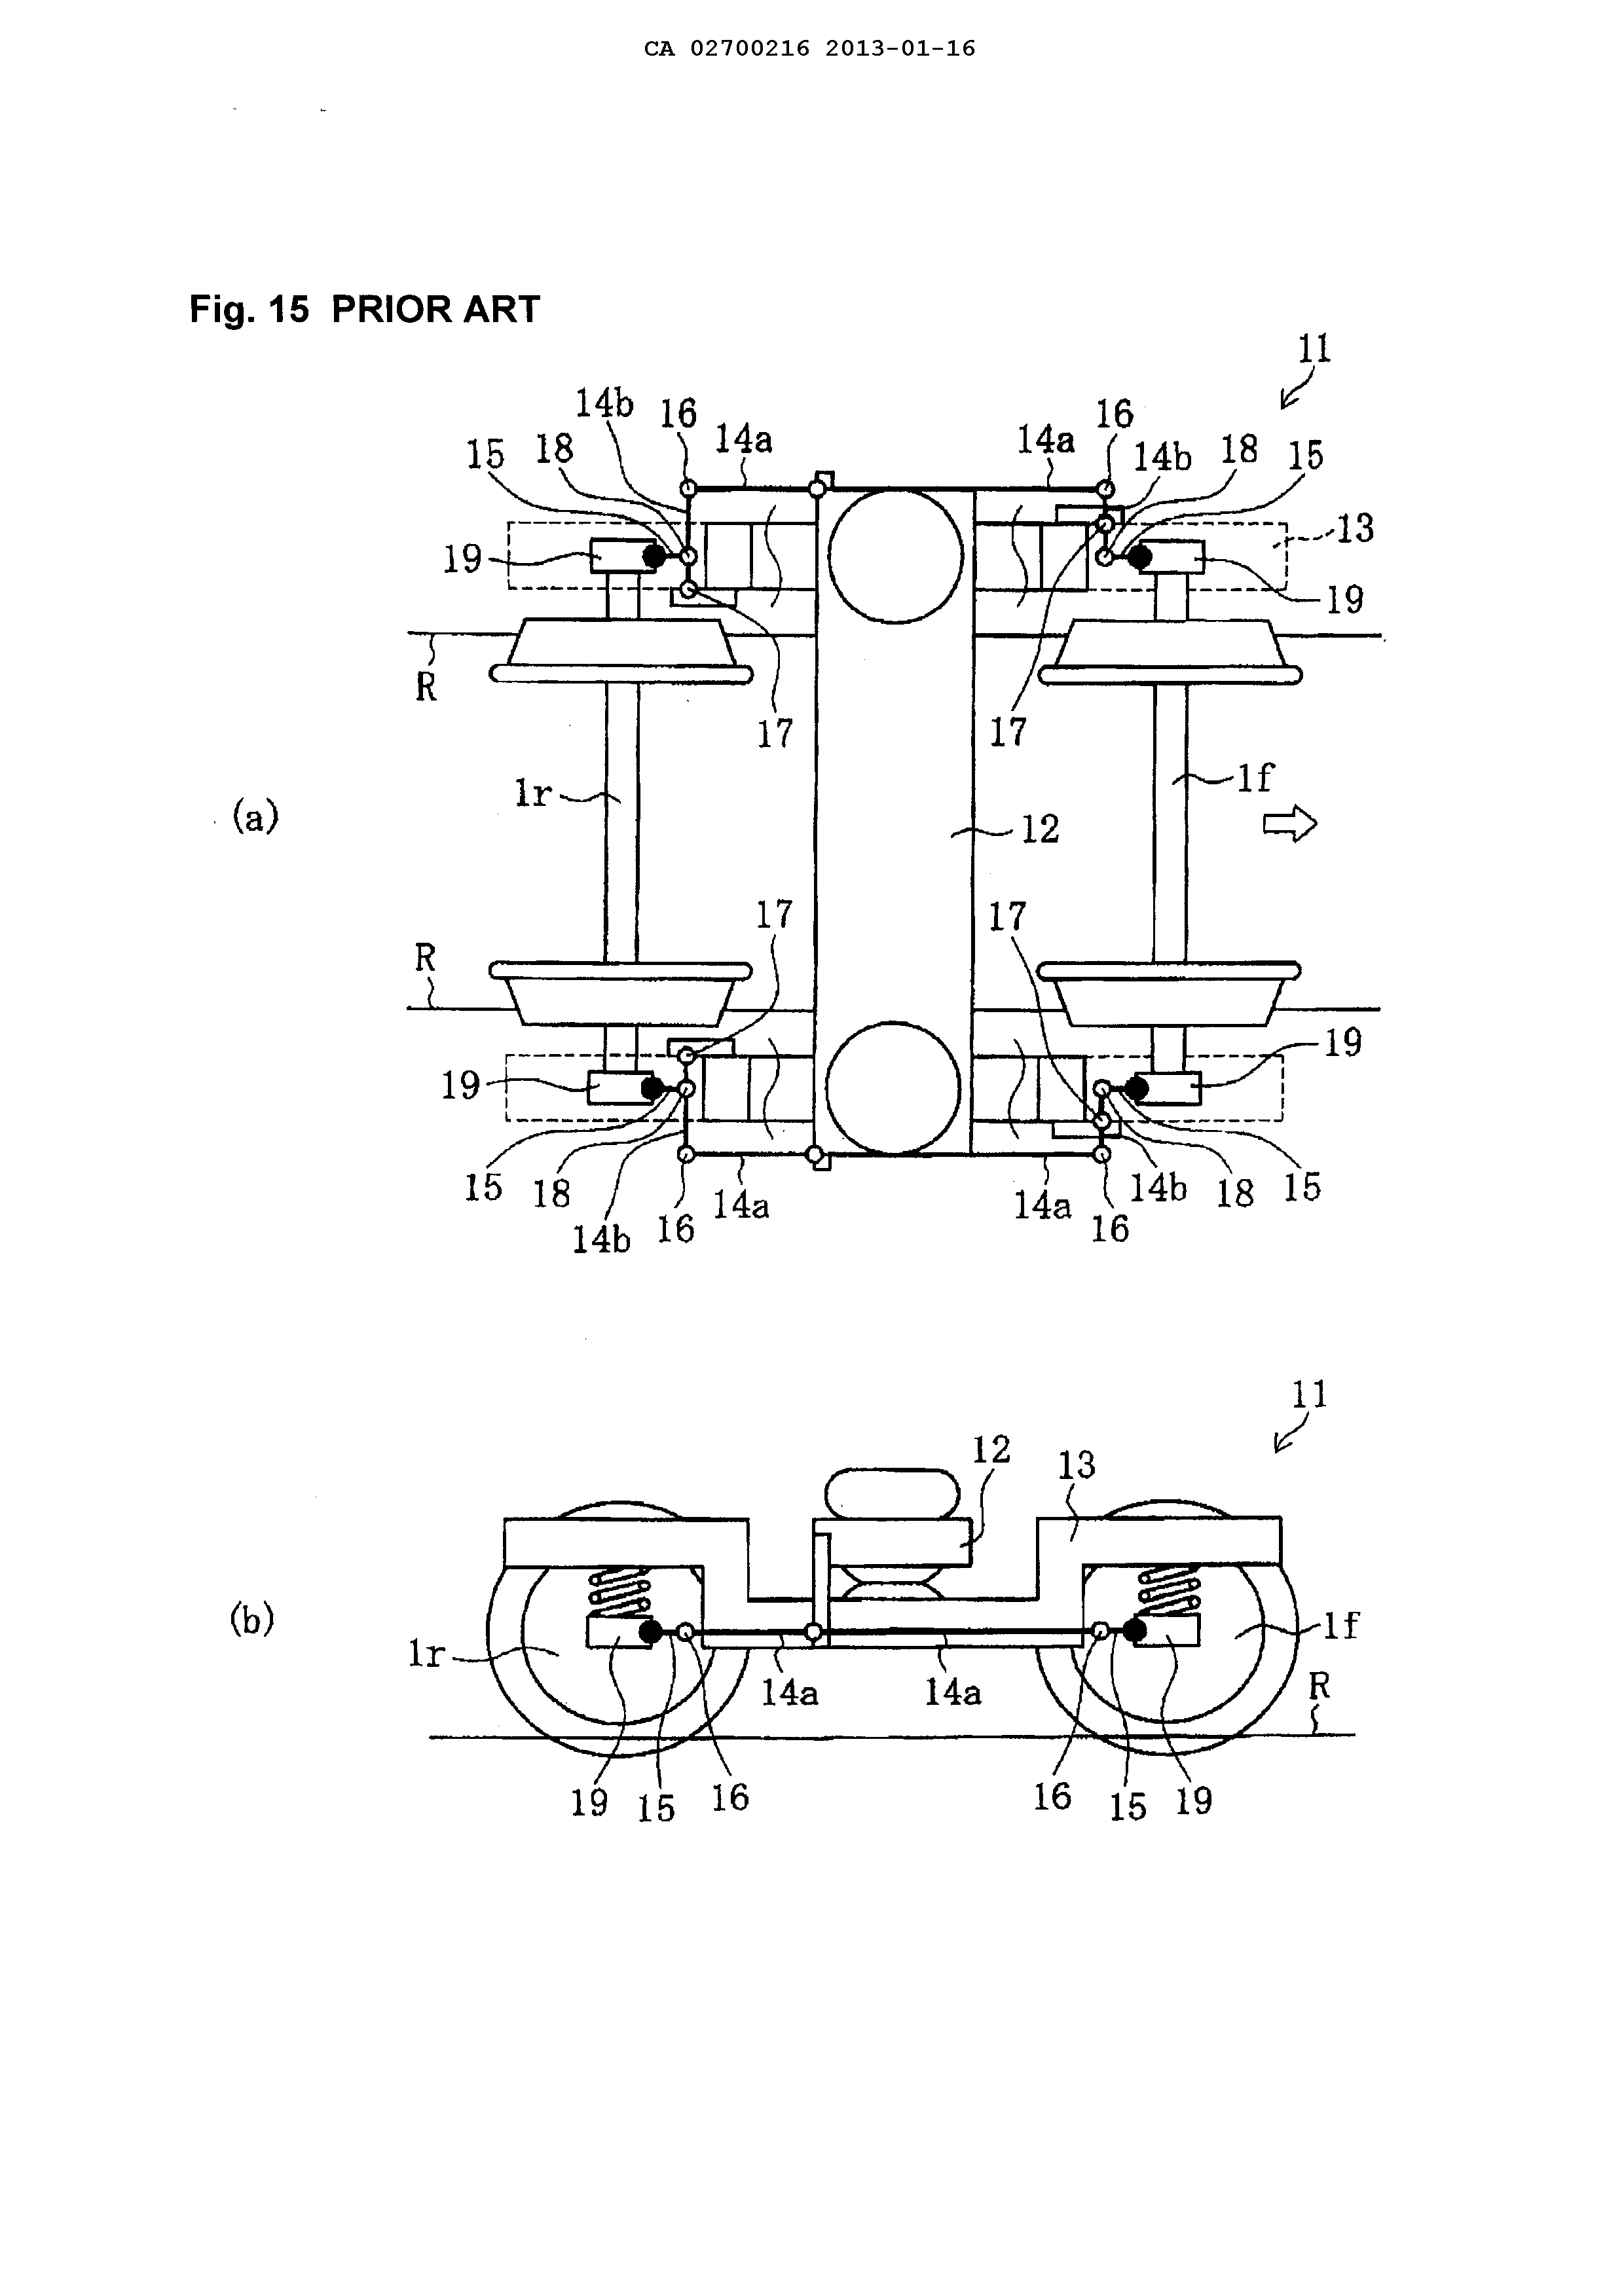 CA 02700216 2013-01-16
Fig. 15 PRIOR ART
11
14b 16 14a 14a 16
15 18 14b 18 15
13
19
19
R
17 17
1r 1f
(a)
12
17 17
R
19
19
15 18 14b 16 14a 14a 16 14b 18 15
11
12 13
(b)
1r 1f
14a 14a
R
19 15 16 16 15 19